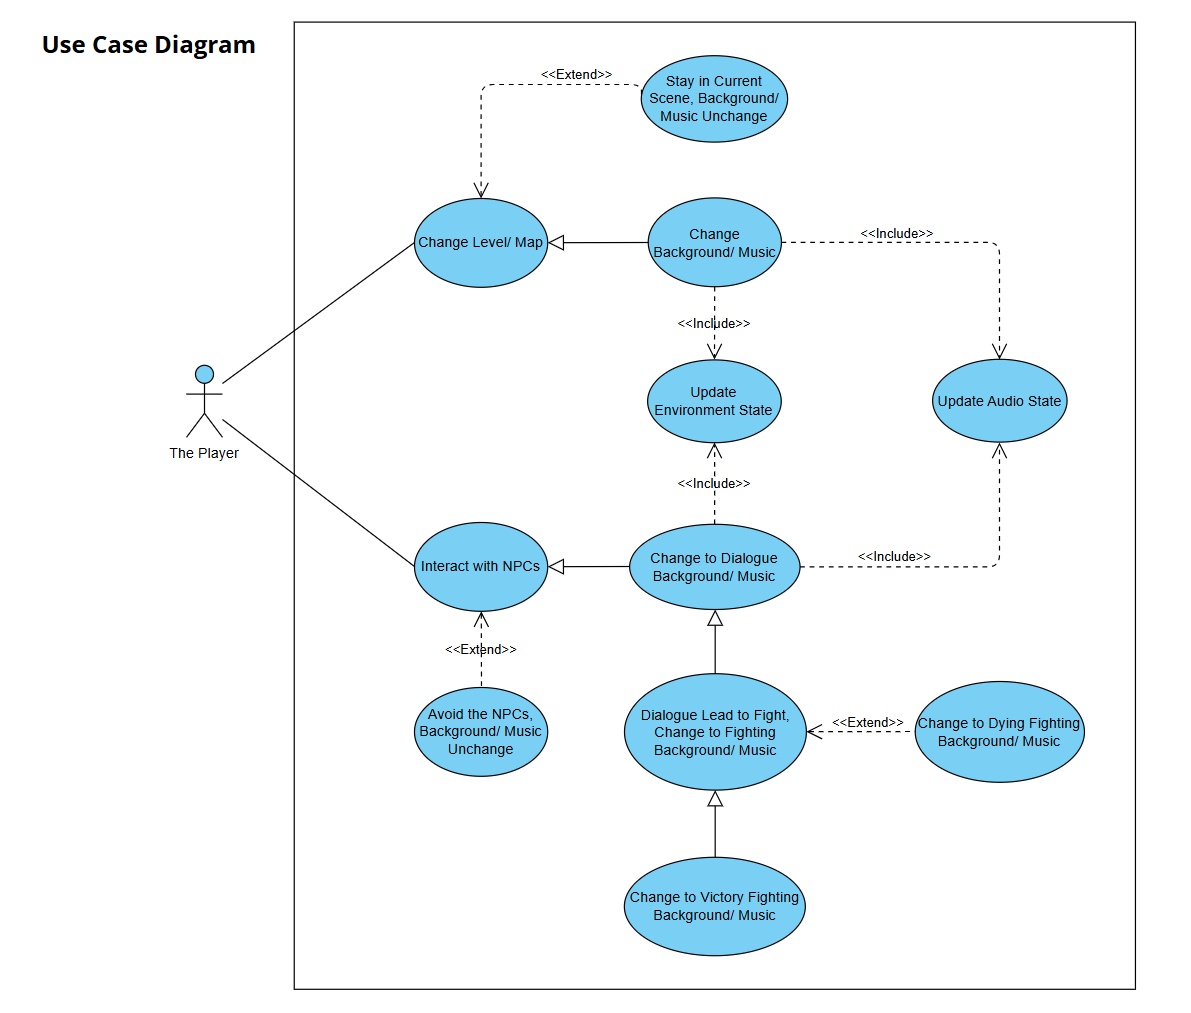 Use Case Diagram
<<Extend>>
Stay in Current
Scene, Background/
Music Unchange
Change Level/ Map
Change
Background/ Music
<<Include>>
<<Include>>
Update
Environment State
Update Audio State
The Player
<<Include>>
Interact with NPCs
Change to Dialogue
Background/ Music
<<Include>>
<<Extend>>
Avoid the NPCs,
Background/ Music
Unchange
Dialogue Lead to Fight,
Change to Fighting
Background/ Music
<<Extend>>
Change to Dying Fighting
Background/ Music
Change to Victory Fighting
Background/ Music